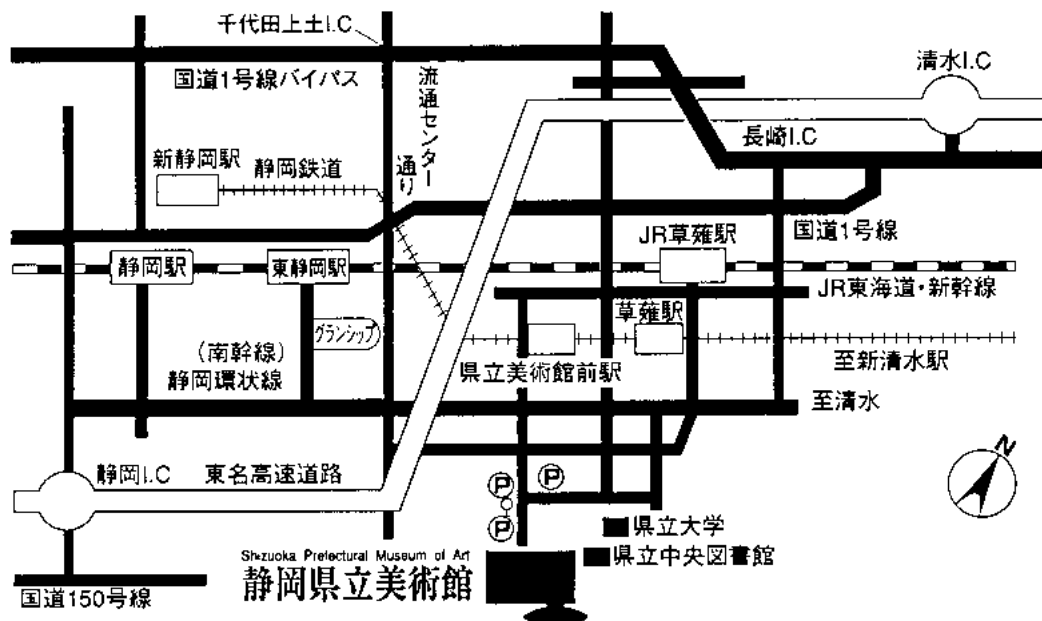 千代田上土I.C
国道1号線バイパス
流通センター
通り
清水I.C
長崎I.C
新静岡駅
静岡鉄道
国道1号線
JR草薙駅
静岡駅
東静岡駅
JR東海道・新幹線
グランシップ
草薙駅
県立美術館前駅
至新清水駅
(南幹線)
静岡環状線
至清水
N
静岡I.C
東名高速道路
P
P
P
県立大学
県立中央図書館
Shizuoka Prefectural Museum of Art
静岡県立美術館
国道150号線